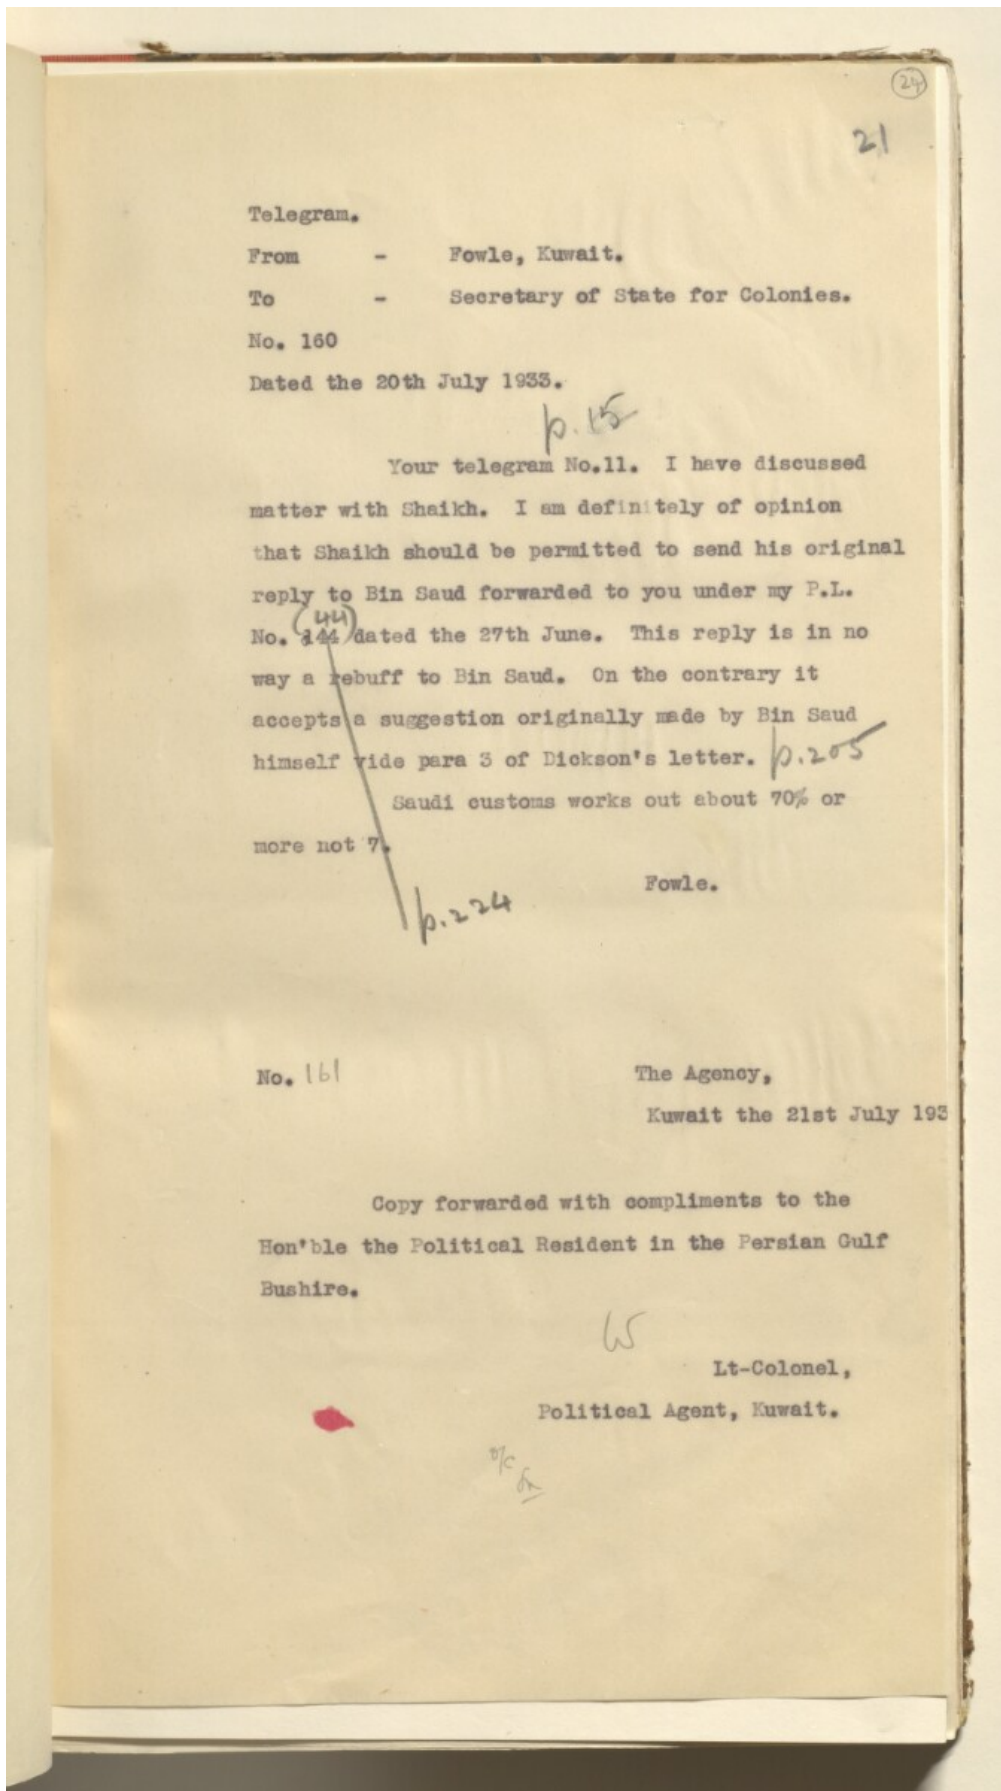 24
21
Telegram.
From - Fowle, Kuwait.
To - Secretary of State for Colonies.
No. 160
Dated the 20th July 1933.
p.15
Your telegram No.11. I have discussed
matter with Shaikh. I am definitely of opinion
that Shaikh should be permitted to send his original
reply to Bin Saud forwarded to you under my P.L.
(44)
No. 144 dated the 27th June. This reply is in no
way a rebuff to Bin Saud. On the contrary it
accepts a suggestion originally made by Bin Saud
himself vide para 3 of Dickson's letter. p.205
Saudi customs works out about 70% or
more not 7.
Fowle.
p.224
No. 161 The Agency,
Kuwait the 21st July 193
Copy forwarded with compliments to the
Hon'ble the Political Resident in the Persian Gulf
Bushire.
Lt-Colonel,
Political Agent, Kuwait.